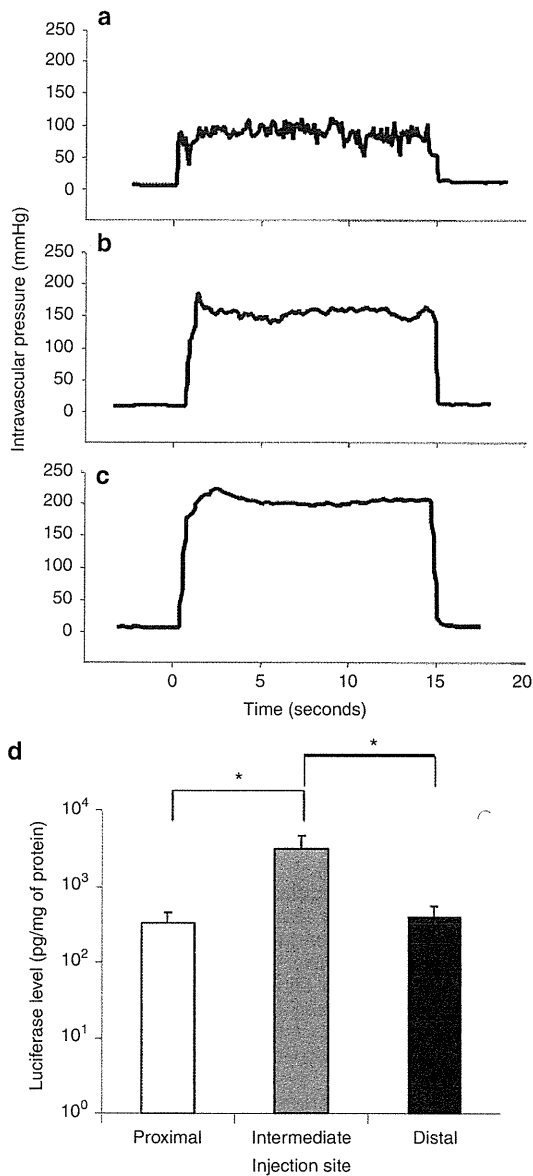 a
250
200
150
100
50
0
b
250
200
150
100
50
0
Intravascular pressure (mmHg)
c
250
200
150
100
50
0
0 5 10 15 20
Time (seconds)
d
*
*
10⁴
10³
10²
10¹
10⁰
Luciferase level (pg/mg of protein)
Proximal Intermediate Distal
Injection site